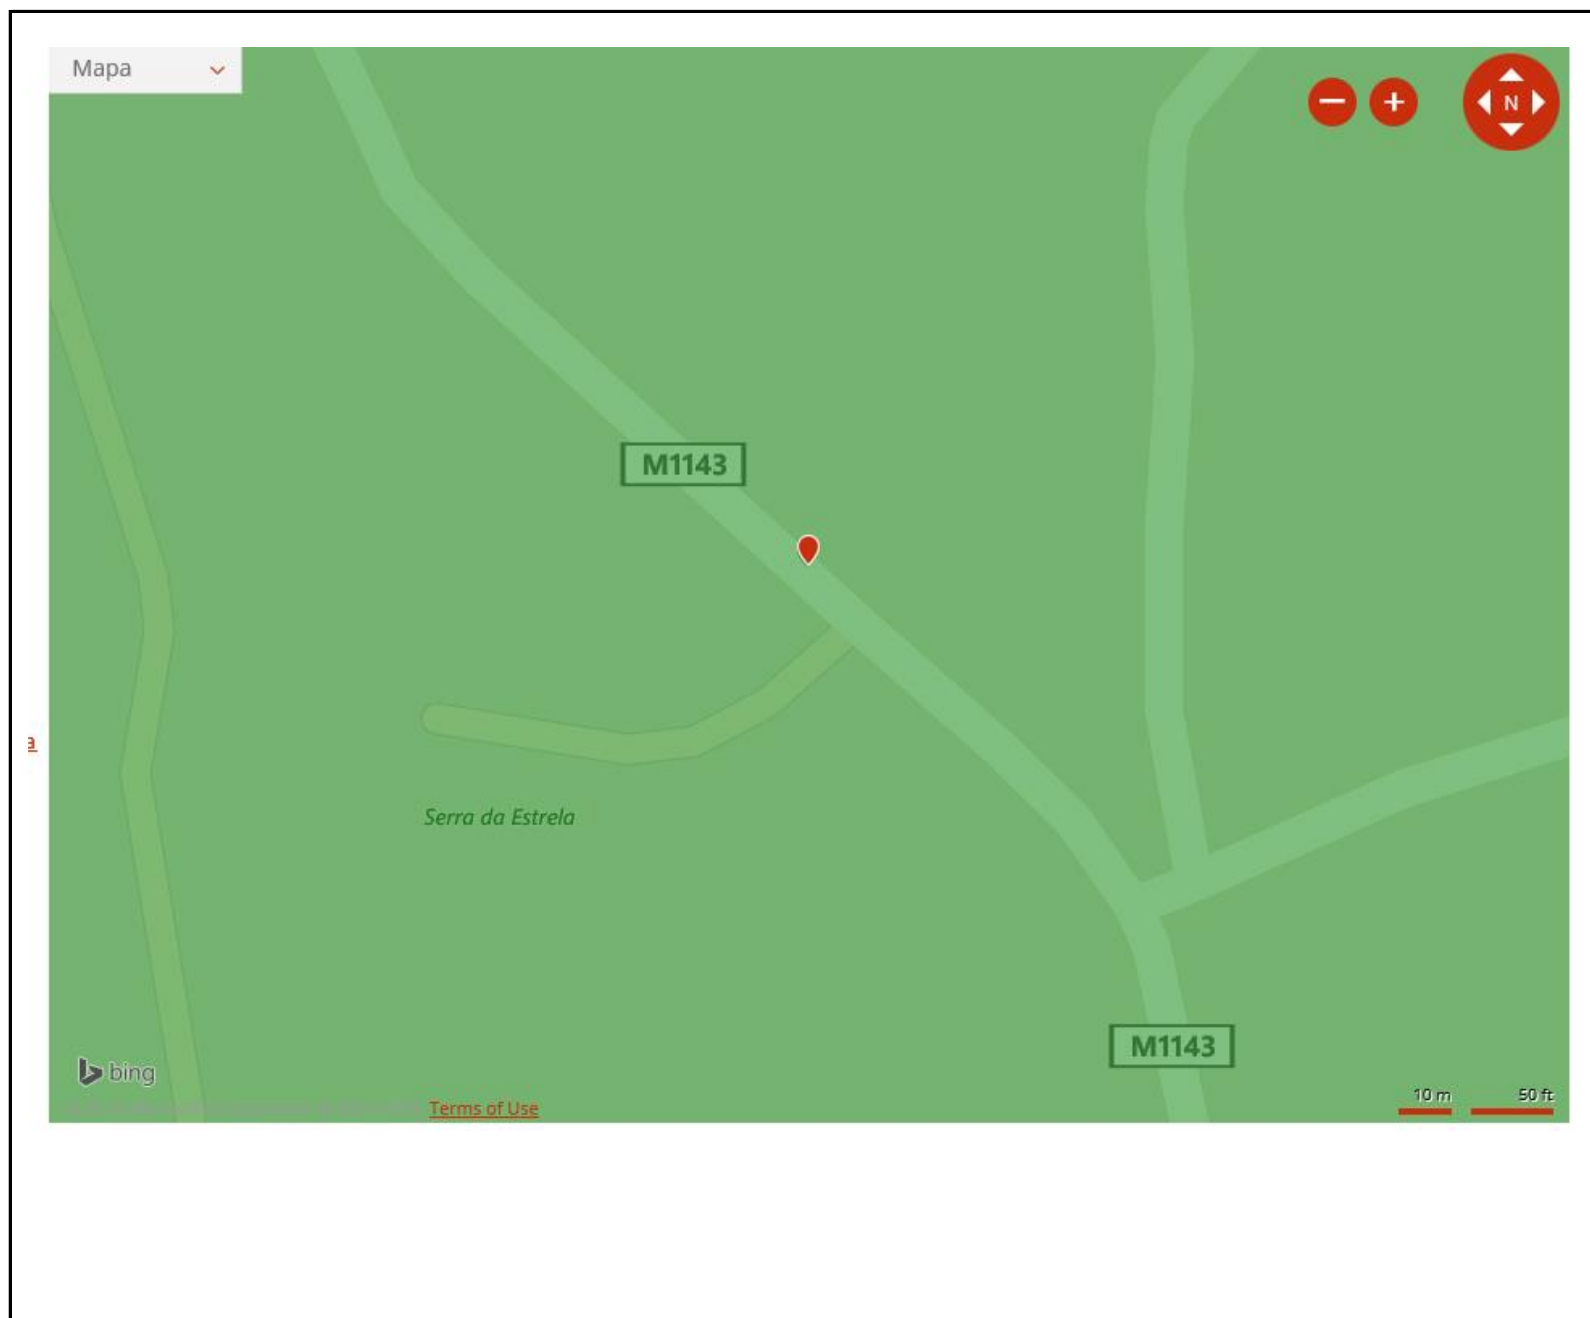 Mapa
N
M1143
a
Serra da Estrela
M1143
bing
Terms of Use
10 m
50 ft